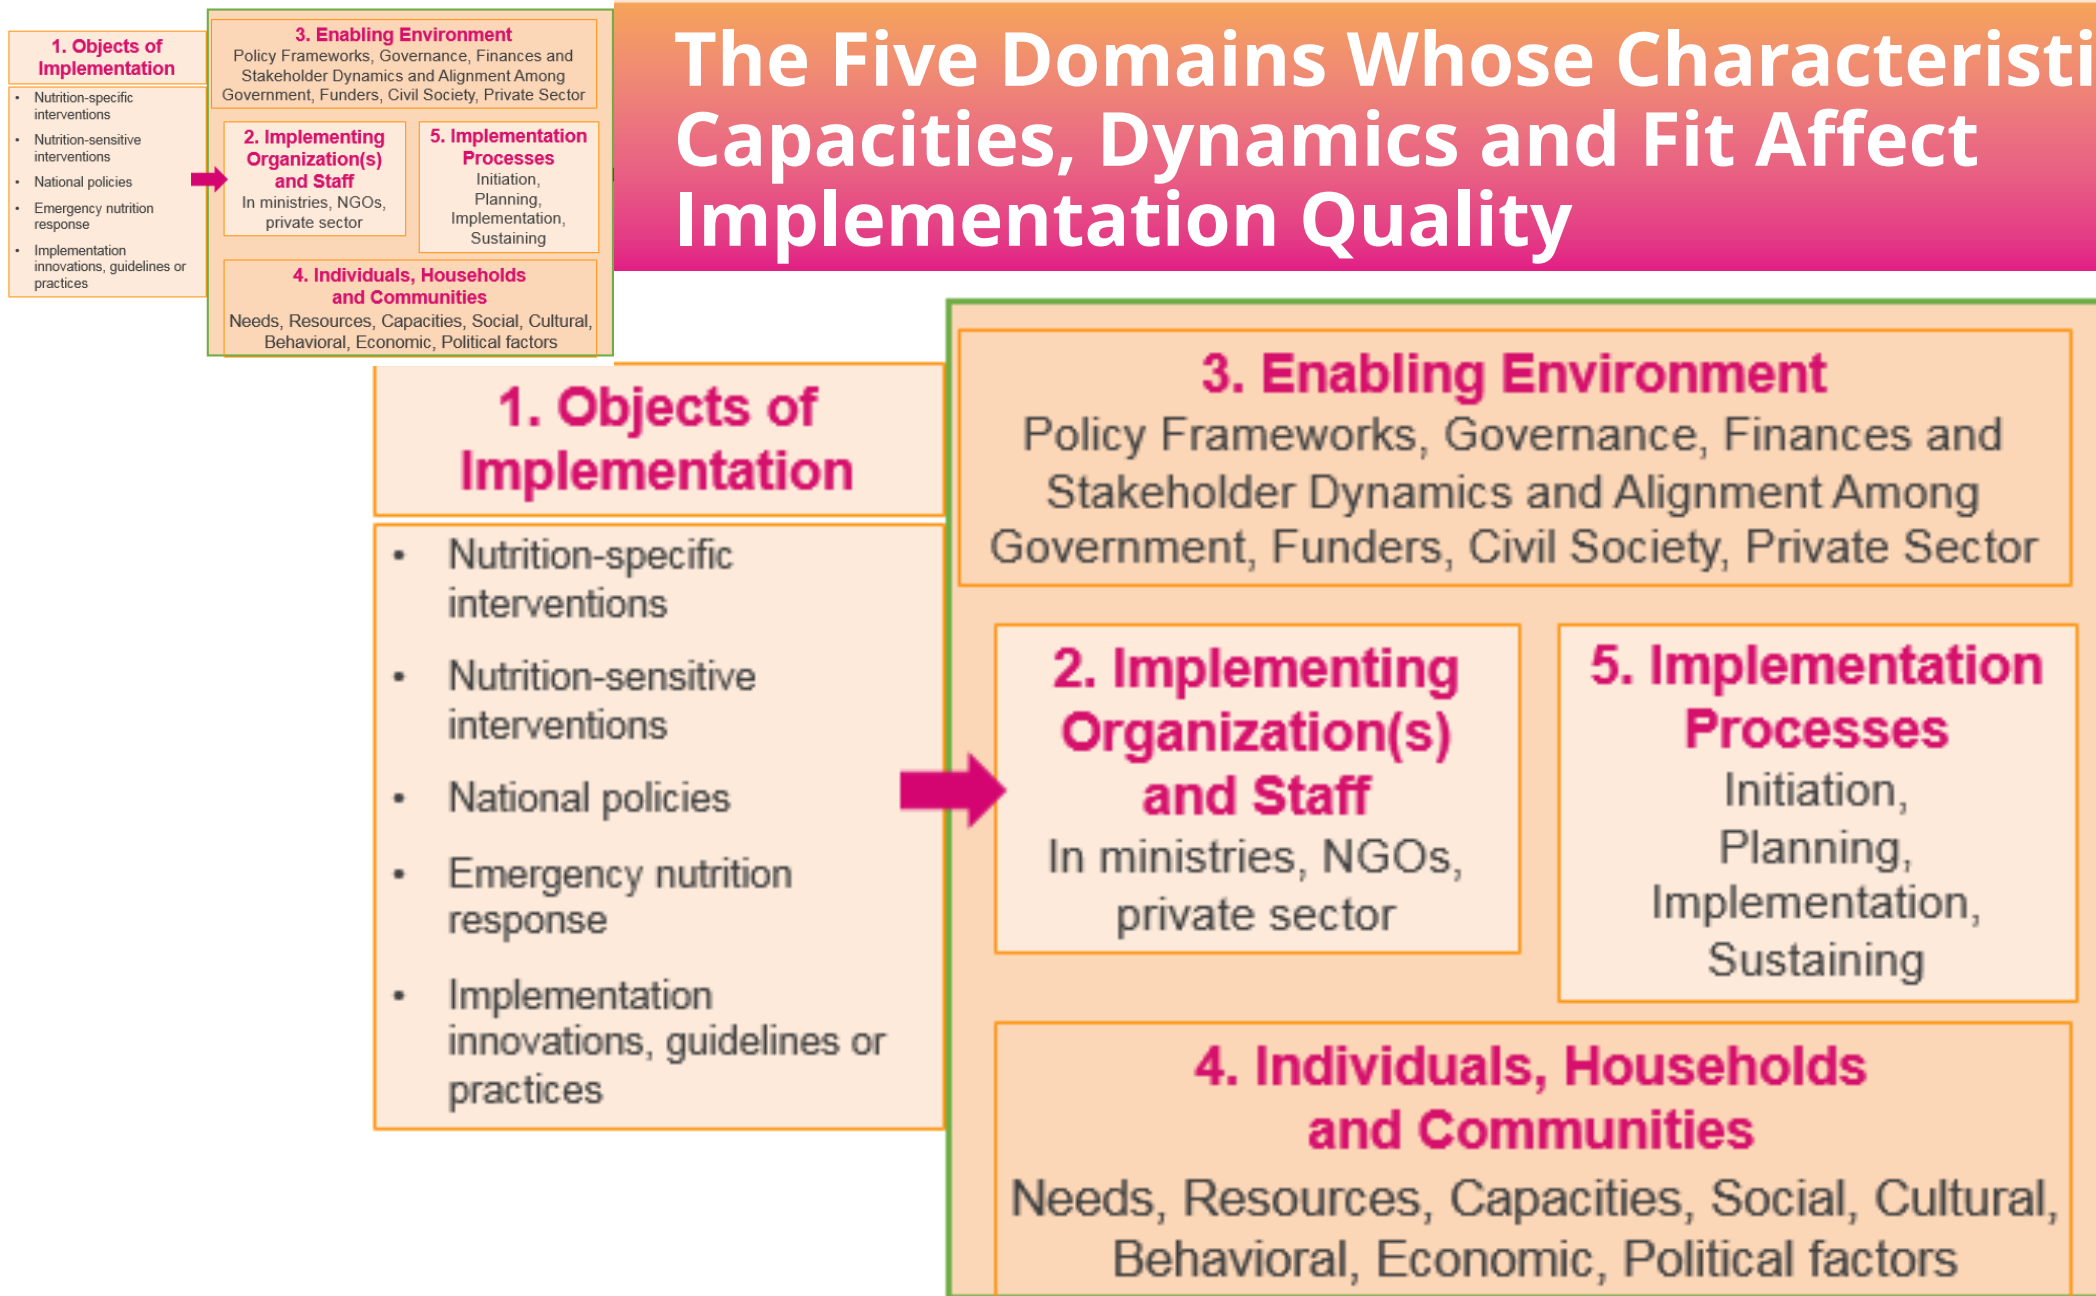 1. Objects of
Implementation
• Nutrition-specific
interventions
• Nutrition-sensitive
interventions
• National policies
• Emergency nutrition
response
• Implementation
innovations, guidelines or
practices
3. Enabling Environment
Policy Frameworks, Governance, Finances and
Stakeholder Dynamics and Alignment Among
Government, Funders, Civil Society, Private Sector
2. Implementing
Organization(s)
and Staff
In ministries, NGOs,
private sector
5. Implementation
Processes
Initiation,
Planning,
Implementation,
Sustaining
4. Individuals, Households
and Communities
Needs, Resources, Capacities, Social, Cultural,
Behavioral, Economic, Political factors
The Five Domains Whose Characteristi
Capacities, Dynamics and Fit Affect
Implementation Quality
1. Objects of
Implementation
• Nutrition-specific
interventions
• Nutrition-sensitive
interventions
• National policies
• Emergency nutrition
response
• Implementation
innovations, guidelines or
practices
3. Enabling Environment
Policy Frameworks, Governance, Finances and
Stakeholder Dynamics and Alignment Among
Government, Funders, Civil Society, Private Sector
2. Implementing
Organization(s)
and Staff
In ministries, NGOs,
private sector
5. Implementation
Processes
Initiation,
Planning,
Implementation,
Sustaining
4. Individuals, Households
and Communities
Needs, Resources, Capacities, Social, Cultural,
Behavioral, Economic, Political factors